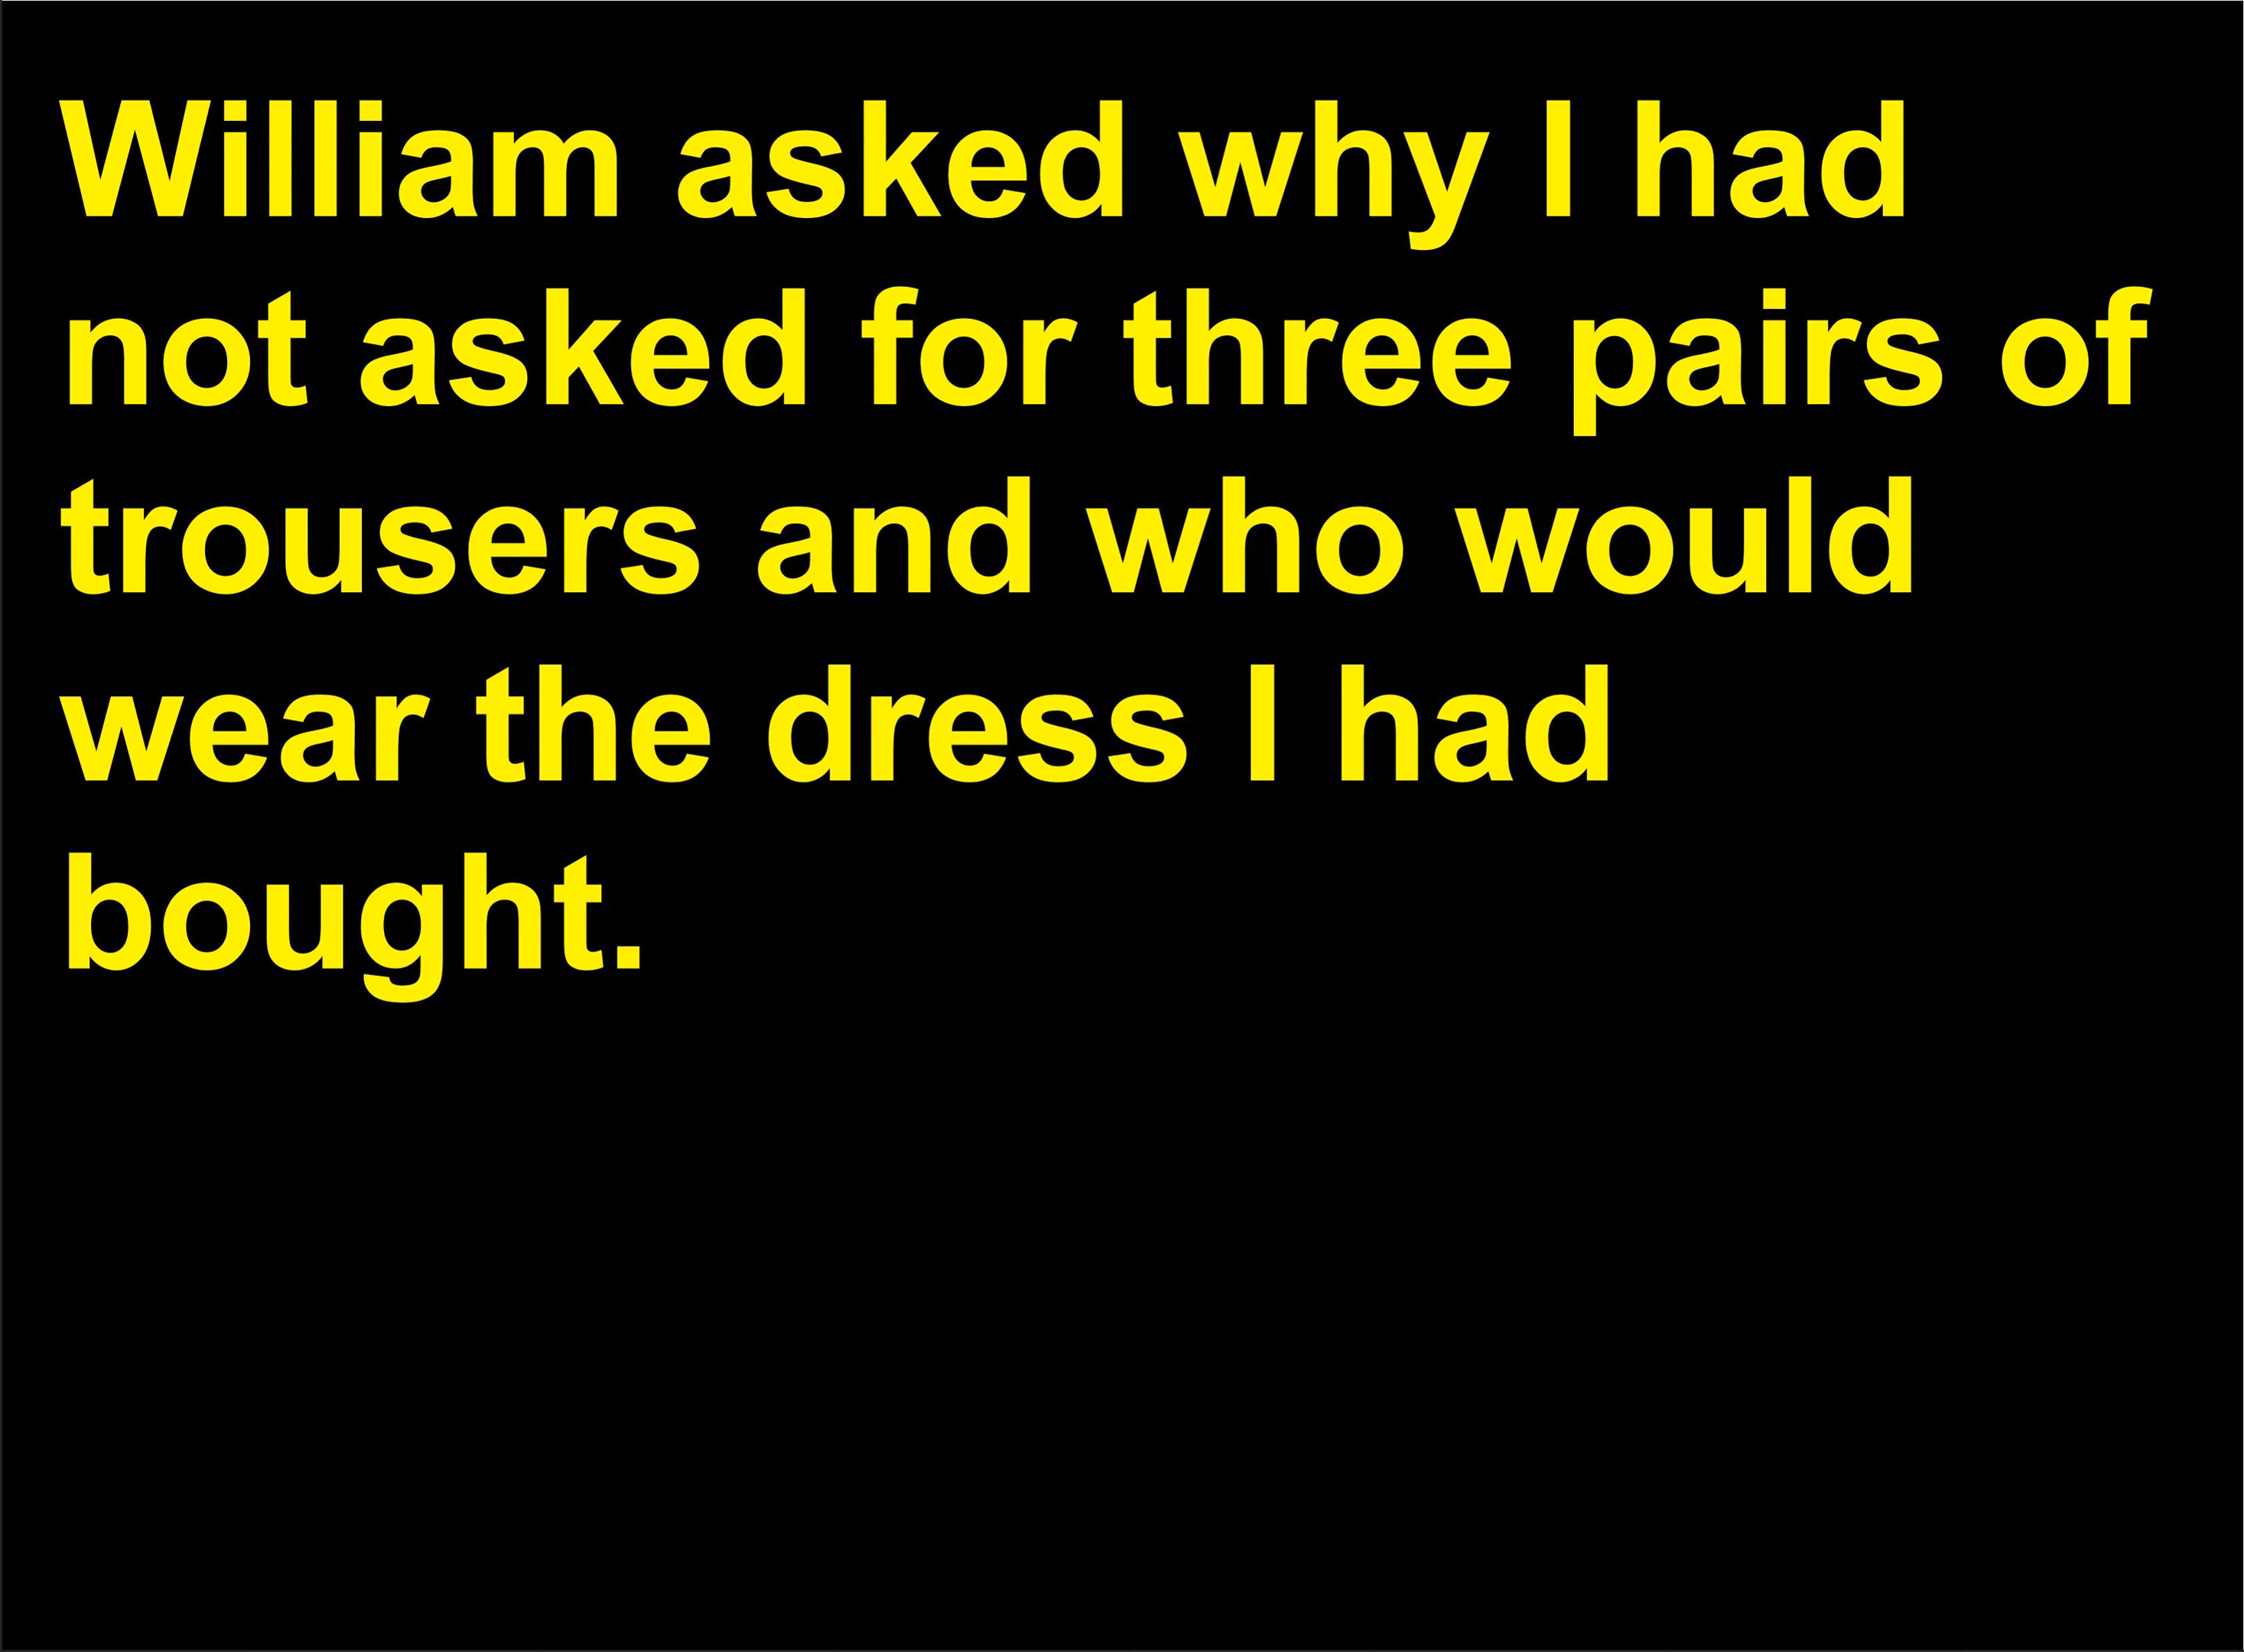 William asked why I had
not asked for three pairs of
trousers and who would
wear the dress I had
bought.